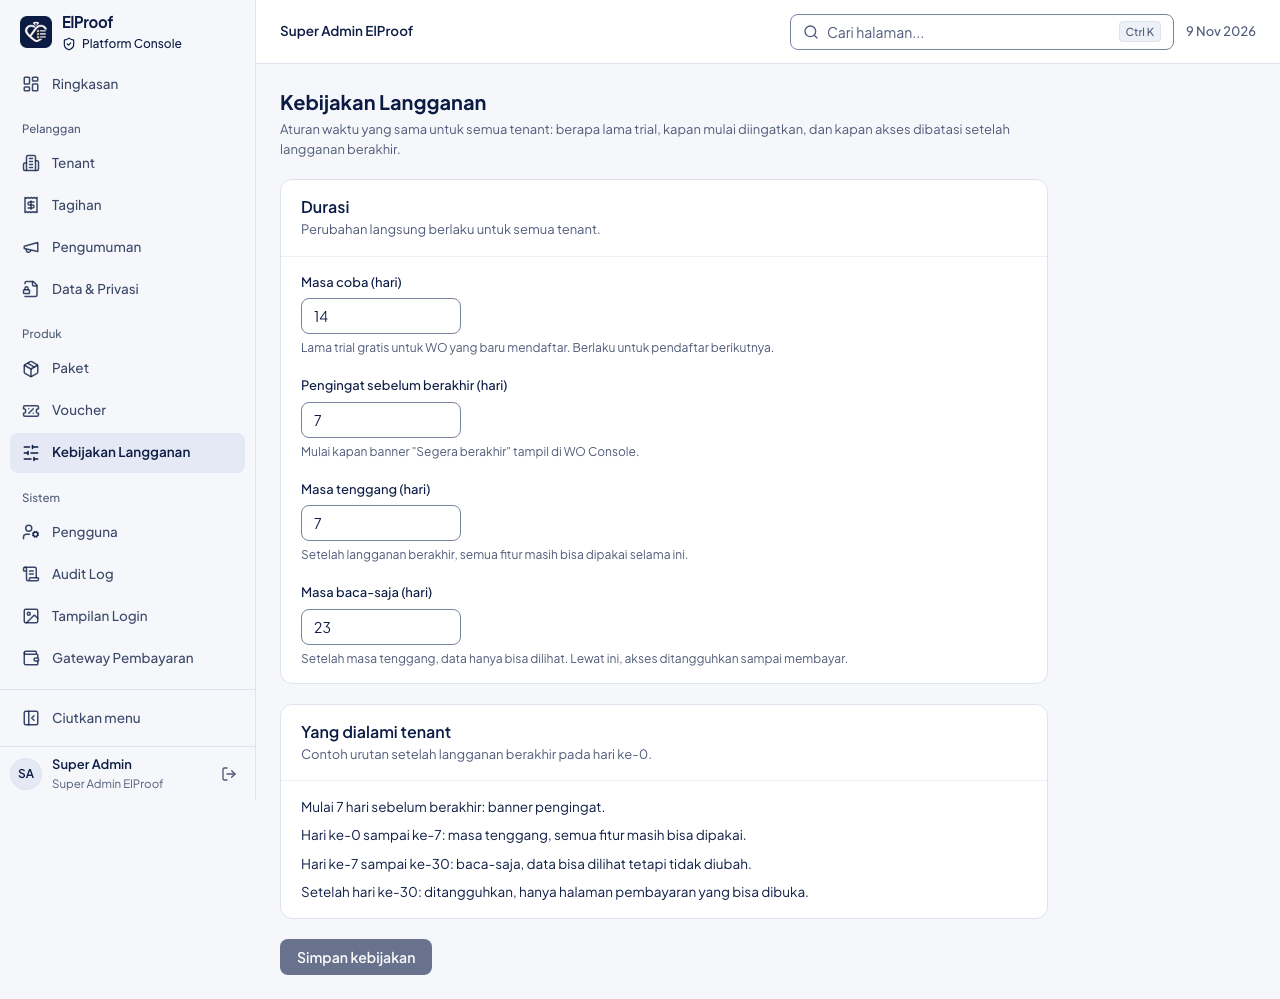 ElProof
Platform Console
Super Admin ElProof
Cari halaman...
Ctrl K
9 Nov 2026
Ringkasan
Pelanggan
Tenant
Tagihan
Pengumuman
Data & Privasi
Produk
Paket
Voucher
Kebijakan Langganan
Sistem
Pengguna
Audit Log
Tampilan Login
Gateway Pembayaran
Ciutkan menu
SA
Super Admin
Super Admin ElProof
Kebijakan Langganan
Aturan waktu yang sama untuk semua tenant: berapa lama trial, kapan mulai diingatkan, dan kapan akses dibatasi setelah
langganan berakhir.
Durasi
Perubahan langsung berlaku untuk semua tenant.
Masa coba (hari)
14
Lama trial gratis untuk WO yang baru mendaftar. Berlaku untuk pendaftar berikutnya.
Pengingat sebelum berakhir (hari)
7
Mulai kapan banner "Segera berakhir" tampil di WO Console.
Masa tenggang (hari)
7
Setelah langganan berakhir, semua fitur masih bisa dipakai selama ini.
Masa baca-saja (hari)
23
Setelah masa tenggang, data hanya bisa dilihat. Lewat ini, akses ditangguhkan sampai membayar.
Yang dialami tenant
Contoh urutan setelah langganan berakhir pada hari ke-0.
Mulai 7 hari sebelum berakhir: banner pengingat.
Hari ke-0 sampai ke-7: masa tenggang, semua fitur masih bisa dipakai.
Hari ke-7 sampai ke-30: baca-saja, data bisa dilihat tetapi tidak diubah.
Setelah hari ke-30: ditangguhkan, hanya halaman pembayaran yang bisa dibuka.
Simpan kebijakan